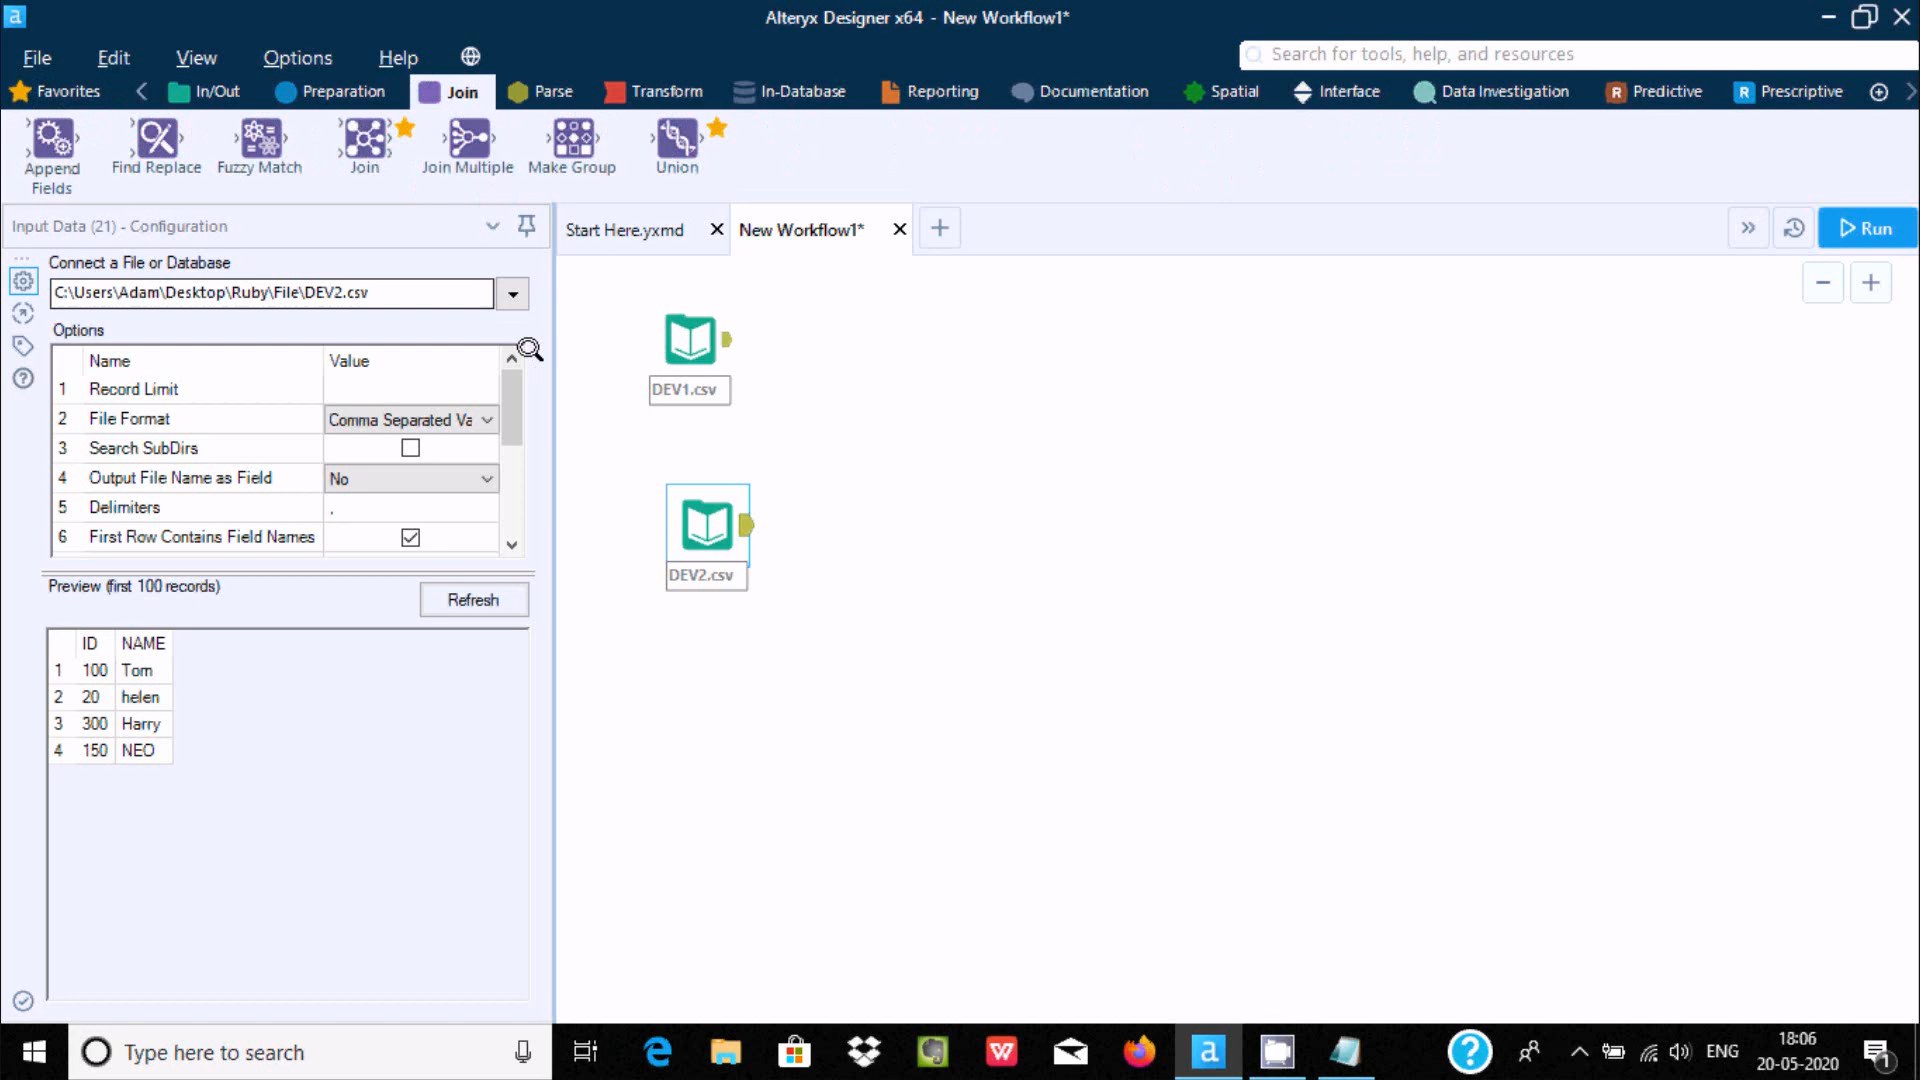 Alteryx Designer x64 - New Workflow1*
File Edit View Options Help
Search for tools, help, and resources
Favorites In/Out Preparation Join Parse Transform In-Database Reporting Documentation Spatial Interface Data Investigation Predictive Prescriptive
Append Fields
Find Replace
Fuzzy Match
Join
Join Multiple
Make Group
Union
Input Data (21) - Configuration
Start Here.yxmd
New Workflow1*
Run
Connect a File or Database
C:\Users\Adam\Desktop\Ruby\File\DEV2.csv
Options
Name Value
1 Record Limit
2 File Format Comma Separated Va
3 Search SubDirs
4 Output File Name as Field No
5 Delimiters ,
6 First Row Contains Field Names
Preview (first 100 records)
Refresh
ID NAME
1 100 Tom
2 20 helen
3 300 Harry
4 150 NEO
DEV1.csv
DEV2.csv
Type here to search
ENG
18:06
20-05-2020
1